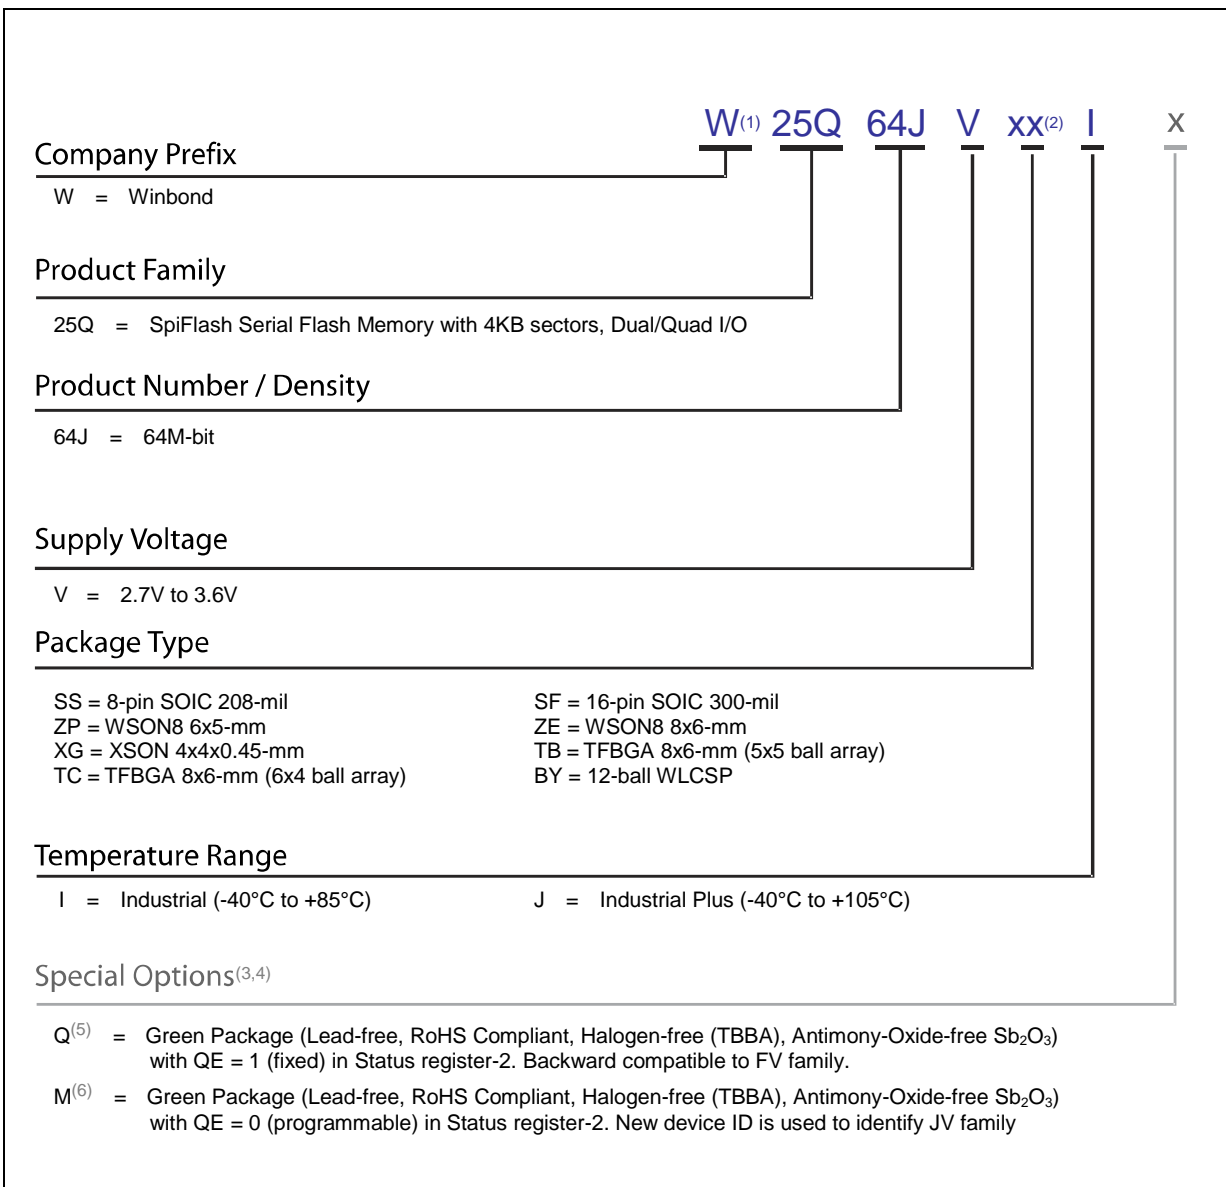 W(1) 25Q 64J V xx(2) I x
Company Prefix
W = Winbond
Product Family
25Q = SpiFlash Serial Flash Memory with 4KB sectors, Dual/Quad I/O
Product Number / Density
64J = 64M-bit
Supply Voltage
V = 2.7V to 3.6V
Package Type
SS = 8-pin SOIC 208-mil SF = 16-pin SOIC 300-mil
ZP = WSON8 6x5-mm ZE = WSON8 8x6-mm
XG = XSON 4x4x0.45-mm TB = TFBGA 8x6-mm (5x5 ball array)
TC = TFBGA 8x6-mm (6x4 ball array) BY = 12-ball WLCSP
Temperature Range
I = Industrial (-40°C to +85°C) J = Industrial Plus (-40°C to +105°C)
Special Options(3,4)
Q(5) = Green Package (Lead-free, RoHS Compliant, Halogen-free (TBBA), Antimony-Oxide-free Sb₂O₃)
with QE = 1 (fixed) in Status register-2. Backward compatible to FV family.
M(6) = Green Package (Lead-free, RoHS Compliant, Halogen-free (TBBA), Antimony-Oxide-free Sb₂O₃)
with QE = 0 (programmable) in Status register-2. New device ID is used to identify JV family